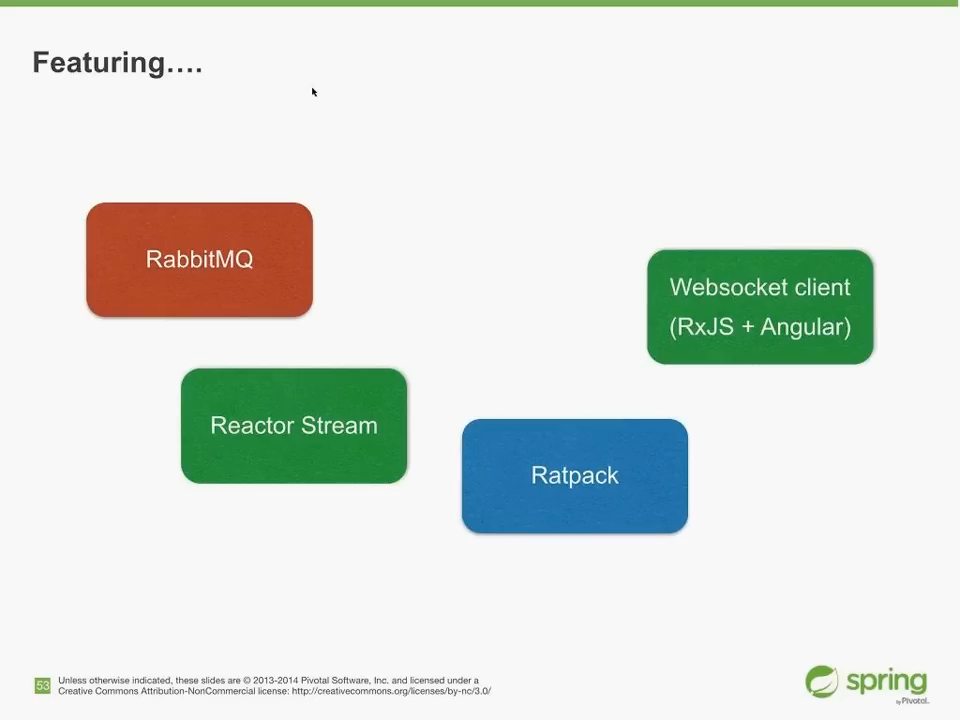 Featuring....
RabbitMQ
Websocket client
(RxJS + Angular)
Reactor Stream
Ratpack
53
Unless otherwise indicated, these slides are © 2013-2014 Pivotal Software, Inc. and licensed under a
Creative Commons Attribution-NonCommercial license: http://creativecommons.org/licenses/by-nc/3.0/
spring
by Pivotal.